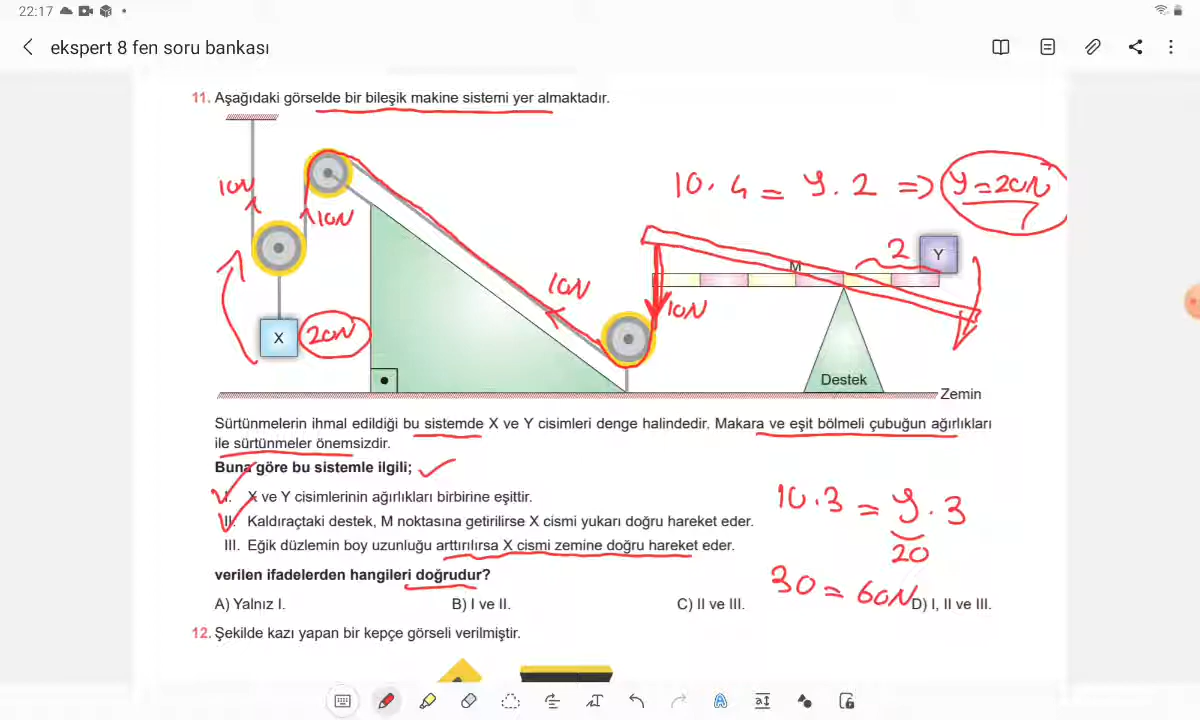 22:17
ekspert 8 fen soru bankası
11. Aşağıdaki görselde bir bileşik makine sistemi yer almaktadır.
10N
10N
10N
10N
X
20N
10 . 4 = y . 2 => y = 20N
2
Y
M
Destek
Zemin
Sürtünmelerin ihmal edildiği bu sistemde X ve Y cisimleri denge halindedir. Makara ve eşit bölmeli çubuğun ağırlıkları
ile sürtünmeler önemsizdir.
Buna göre bu sistemle ilgili;
I. X ve Y cisimlerinin ağırlıkları birbirine eşittir.
II. Kaldıraçtaki destek, M noktasına getirilirse X cismi yukarı doğru hareket eder.
III. Eğik düzlemin boy uzunluğu arttırılırsa X cismi zemine doğru hareket eder.
10 . 3 = y . 3
20
30 = 60N
verilen ifadelerden hangileri doğrudur?
A) Yalnız I. B) I ve II. C) II ve III. D) I, II ve III.
12. Şekilde kazı yapan bir kepçe görseli verilmiştir.